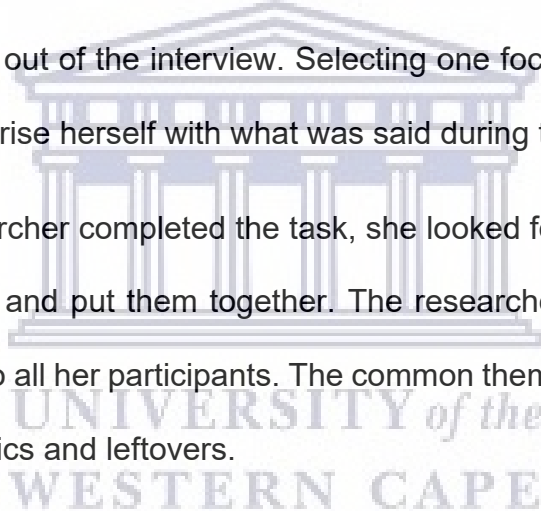 out of the interview. Selecting one foc
rise herself with what was said during t
rcher completed the task, she looked f
and put them together. The research
o all her participants. The common them
UNIVERSITY of the
ics and leftovers.
WESTERN CAPE